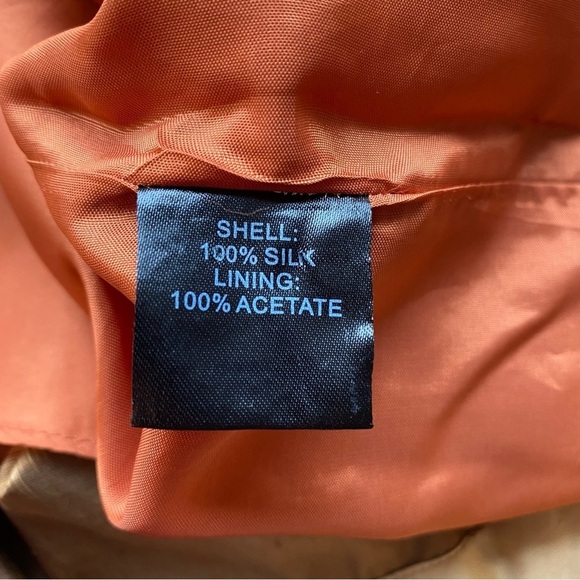 SHELL:
100% SILK
LINING:
100% ACETATE